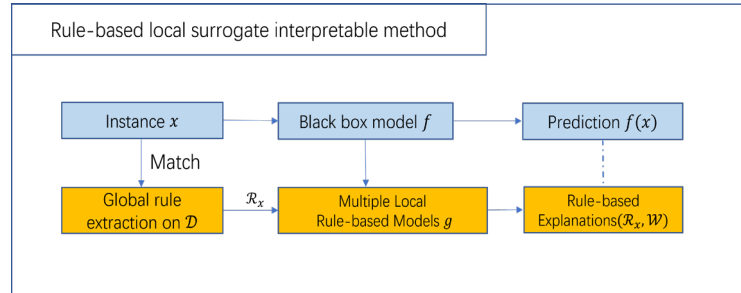 Rule-based local surrogate interpretable method
Instance x
Black box model f
Prediction f(x)
Match
Global rule
extraction on 𝒟
ℛₓ
Multiple Local
Rule-based Models g
Rule-based
Explanations(ℛₓ, 𝒲)